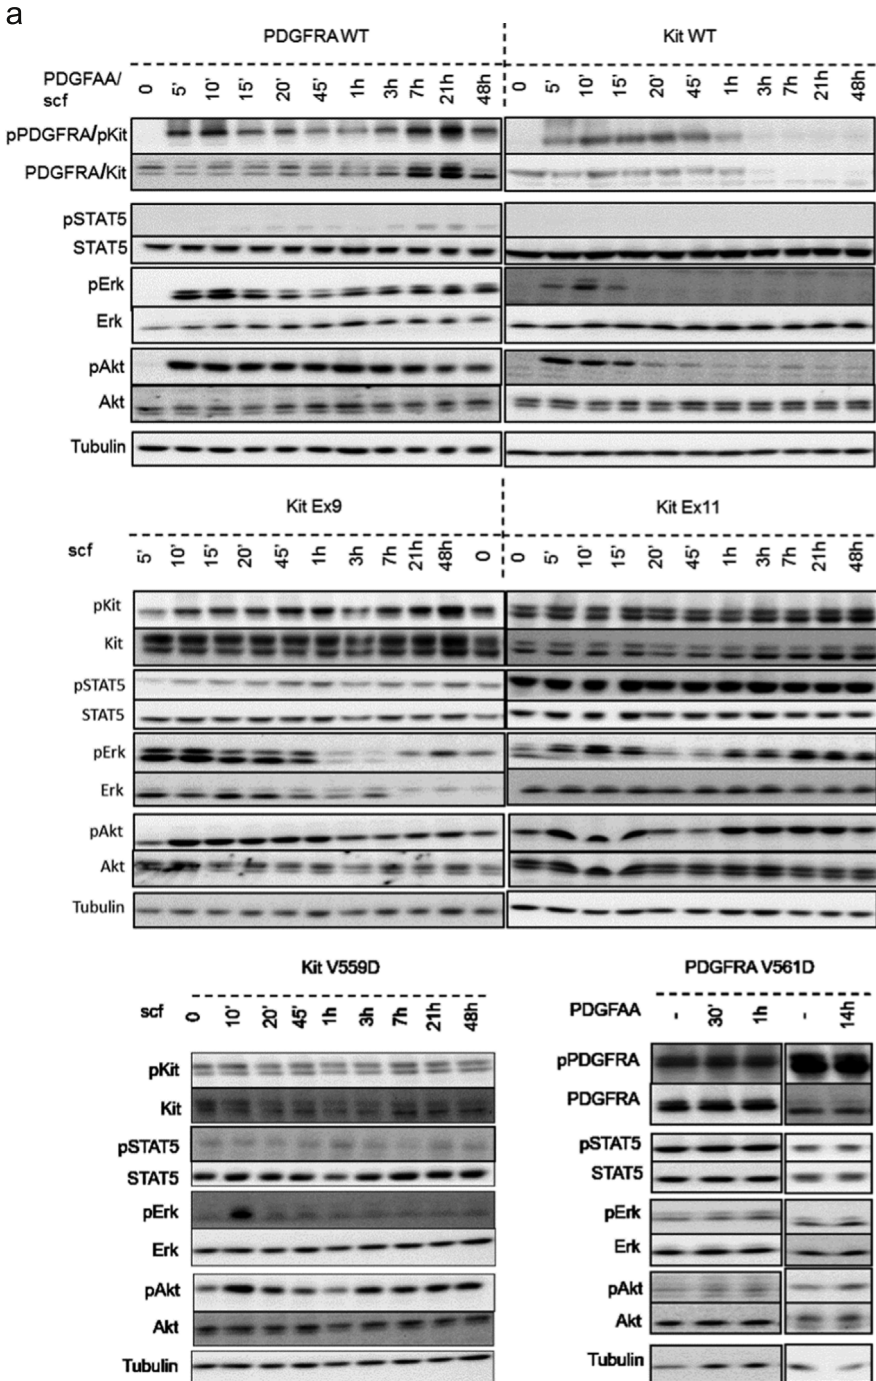 a
PDGFRA WT Kit WT
PDGFAA/
scf
0 5' 10' 15' 20' 45' 1h 3h 7h 21h 48h 0 5' 10' 15' 20' 45' 1h 3h 7h 21h 48h
pPDGFRA/pKit
PDGFRA/Kit
pSTAT5
STAT5
pErk
Erk
pAkt
Akt
Tubulin
Kit Ex9 Kit Ex11
scf 5' 10' 15' 20' 45' 1h 3h 7h 21h 48h 0 0 5' 10' 15' 20' 45' 1h 3h 7h 21h 48h
pKit
Kit
pSTAT5
STAT5
pErk
Erk
pAkt
Akt
Tubulin
Kit V559D
scf 0 10' 20' 45' 1h 3h 7h 21h 48h
pKit
Kit
pSTAT5
STAT5
pErk
Erk
pAkt
Akt
Tubulin
PDGFRA V561D
PDGFAA - 30' 1h - 14h
pPDGFRA
PDGFRA
pSTAT5
STAT5
pErk
Erk
pAkt
Akt
Tubulin